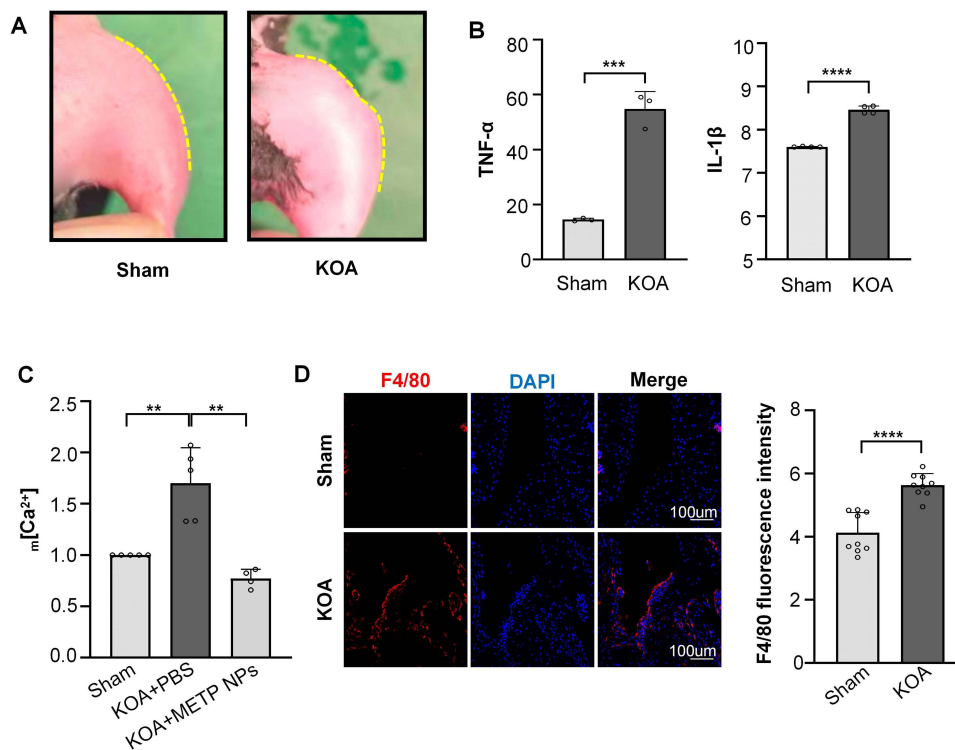 A
Sham
KOA
B
TNF-α
80
60
40
20
0
***
Sham
KOA
IL-1β
10
9
8
7
6
5
****
Sham
KOA
C
m[Ca²⁺]
2.5
2.0
1.5
1.0
0.5
0.0
**
**
Sham
KOA+PBS
KOA+METP NPs
D
F4/80
DAPI
Merge
Sham
100um
KOA
100um
F4/80 fluorescence intensity
8
6
4
2
0
****
Sham
KOA